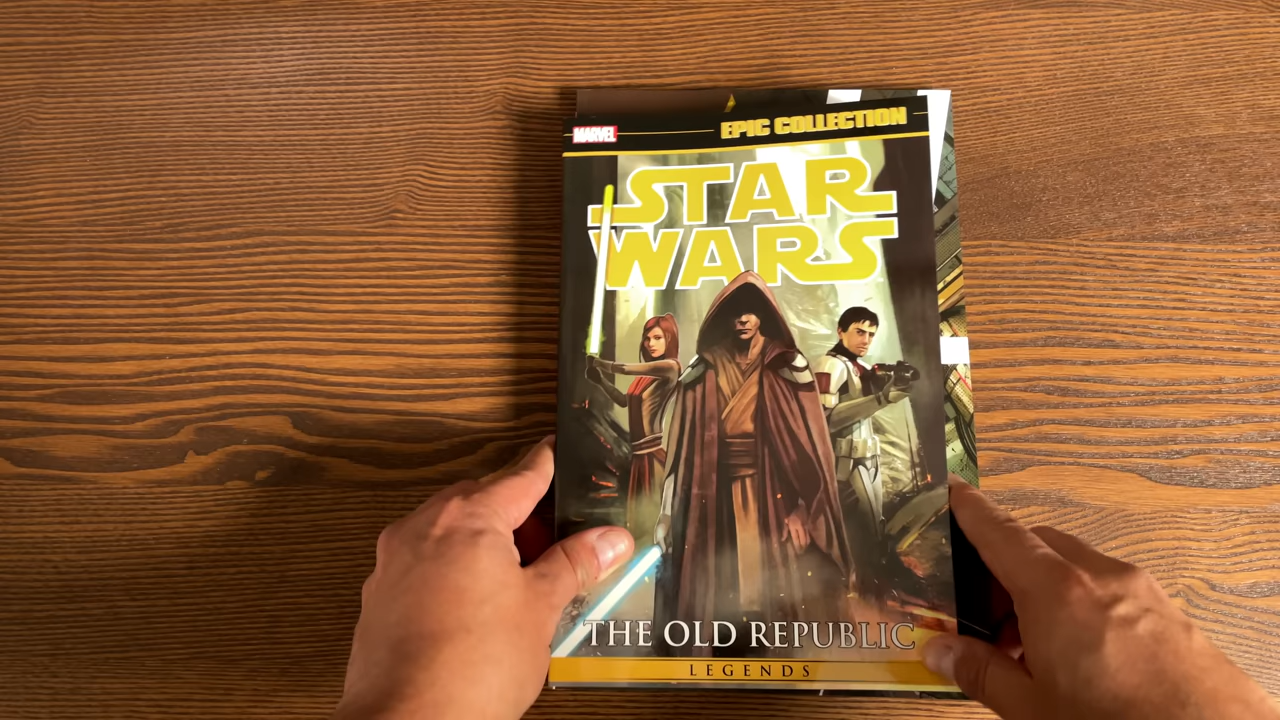 MARVEL
EPIC COLLECTION
STAR
WARS
THE OLD REPUBLIC
LEGENDS